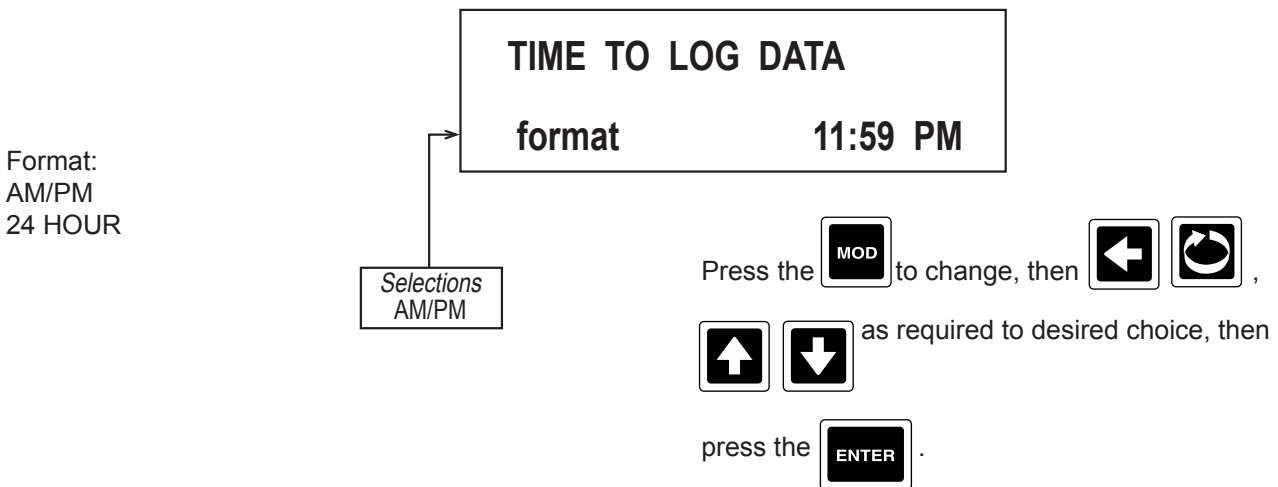 TIME TO LOG DATA
format 11:59 PM
Format:
AM/PM
24 HOUR
Selections
AM/PM
Press the MOD to change, then ,
as required to desired choice, then
press the ENTER .